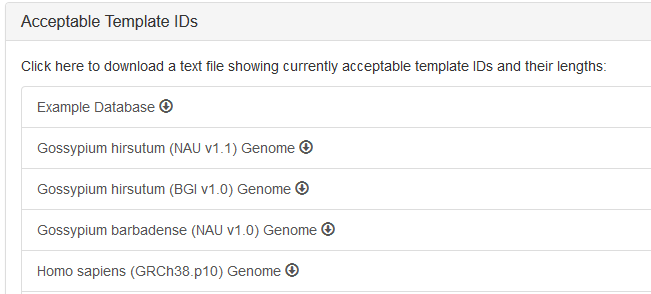 Acceptable Template IDs
Click here to download a text file showing currently acceptable template IDs and their lengths:
Example Database
Gossypium hirsutum (NAU v1.1) Genome
Gossypium hirsutum (BGI v1.0) Genome
Gossypium barbadense (NAU v1.0) Genome
Homo sapiens (GRCh38.p10) Genome